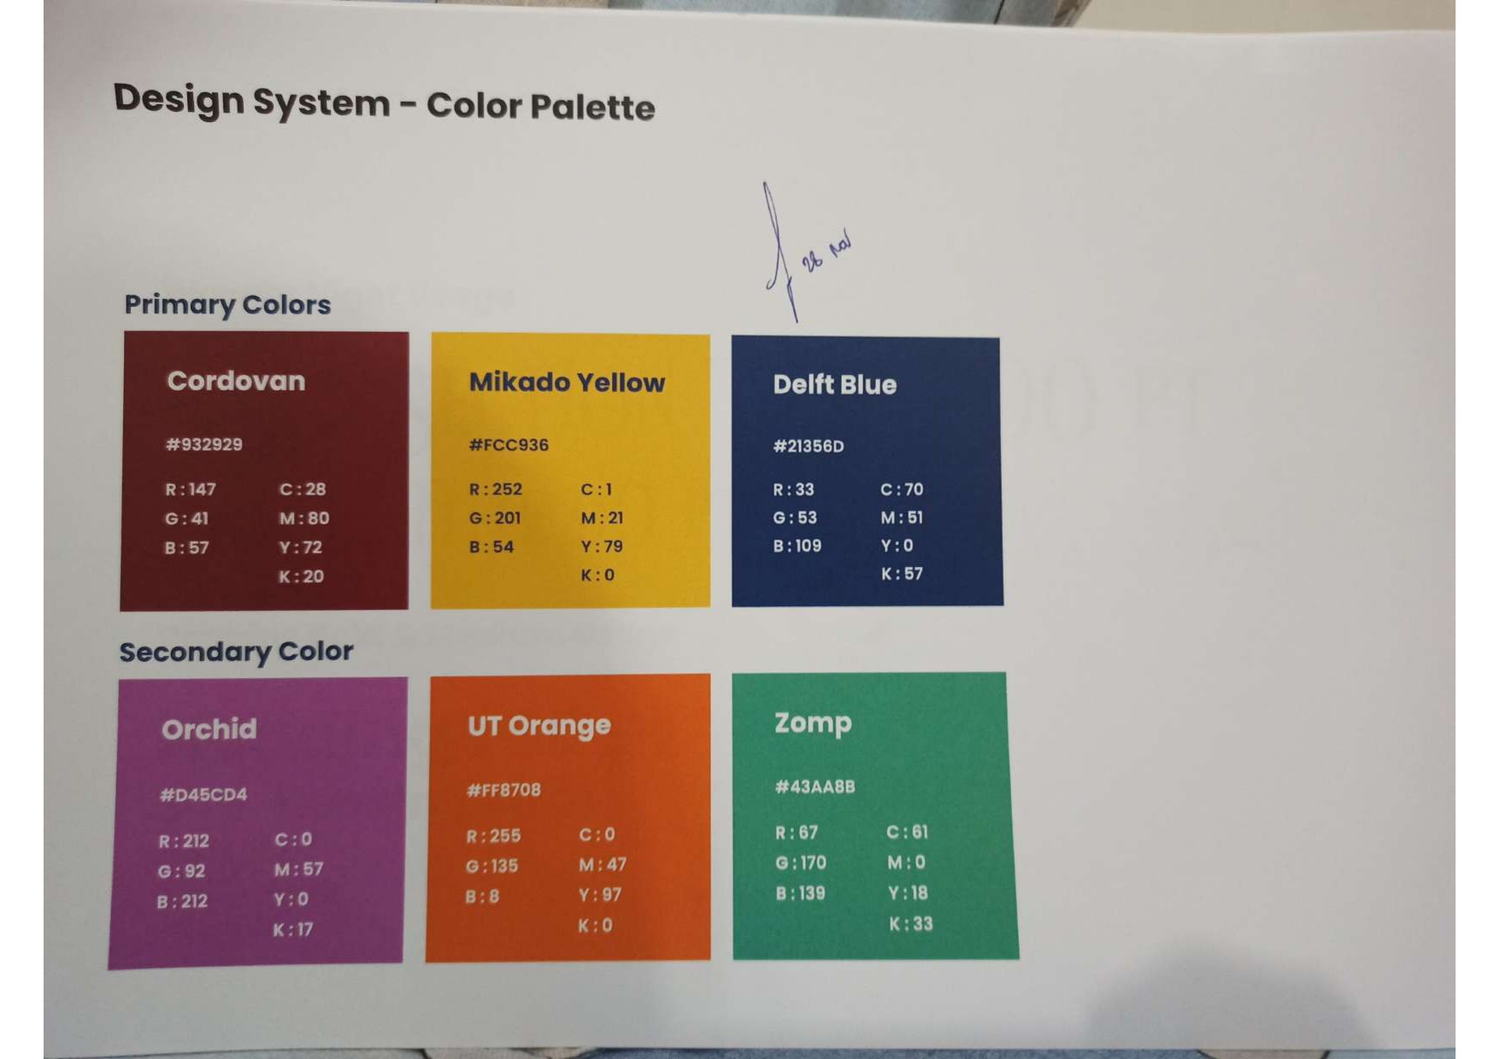 Design System - Color Palette
28 Nov
Primary Colors
Cordovan
#932929
R : 147
G : 41
B : 57
C : 28
M : 80
Y : 72
K : 20
Mikado Yellow
#FCC936
R : 252
G : 201
B : 54
C : 1
M : 21
Y : 79
K : 0
Delft Blue
#21356D
R : 33
G : 53
B : 109
C : 70
M : 51
Y : 0
K : 57
Secondary Color
Orchid
#D45CD4
R : 212
G : 92
B : 212
C : 0
M : 57
Y : 0
K : 17
UT Orange
#FF8708
R : 255
G : 135
B : 8
C : 0
M : 47
Y : 97
K : 0
Zomp
#43AA8B
R : 67
G : 170
B : 139
C : 61
M : 0
Y : 18
K : 33